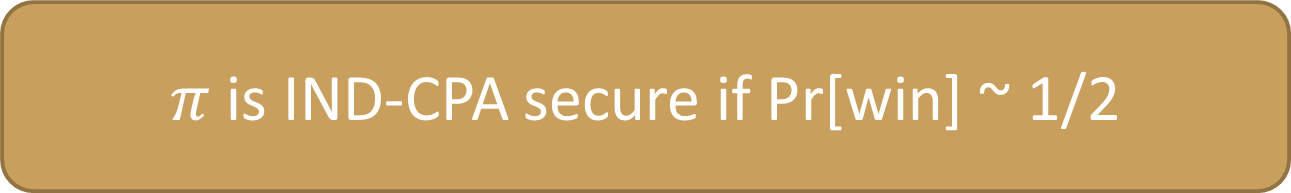 π is IND-CPA secure if Pr[win] ~ 1/2